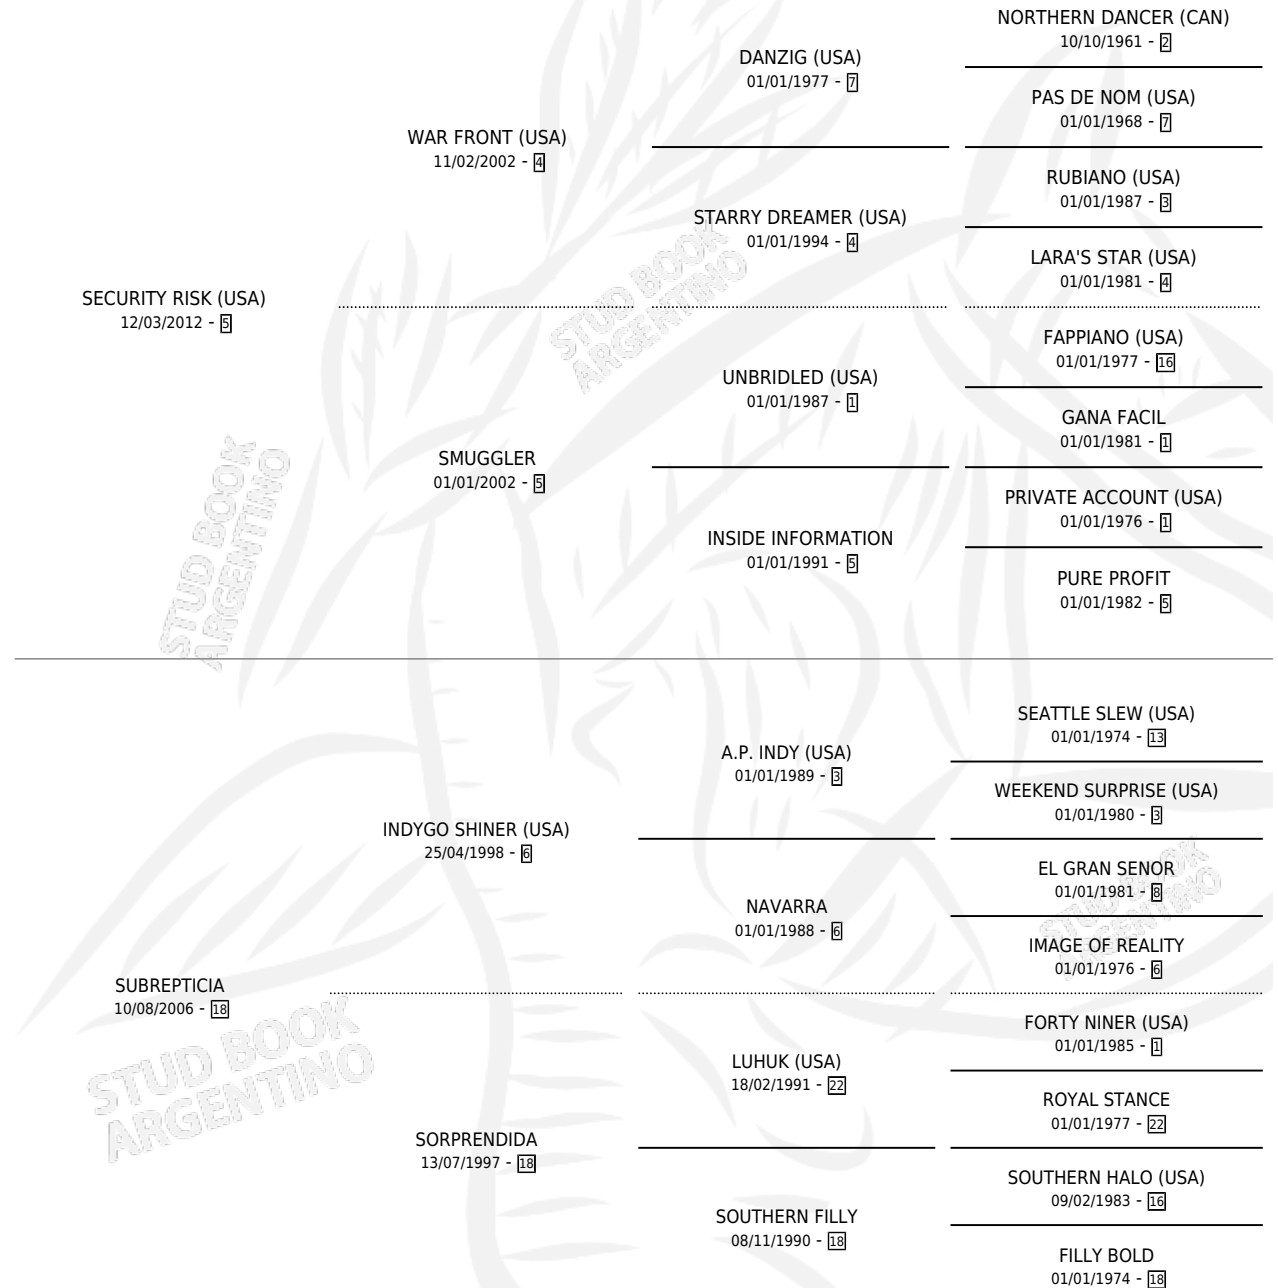 NORTHERN DANCER (CAN)
10/10/1961 - 2
DANZIG (USA)
01/01/1977 - 7
PAS DE NOM (USA)
01/01/1968 - 7
WAR FRONT (USA)
11/02/2002 - 4
RUBIANO (USA)
01/01/1987 - 3
STARRY DREAMER (USA)
01/01/1994 - 4
LARA'S STAR (USA)
01/01/1981 - 4
SECURITY RISK (USA)
12/03/2012 - 5
STUD BOOK
ARGENTINO
FAPPIANO (USA)
01/01/1977 - 16
UNBRIDLED (USA)
01/01/1987 - 1
GANA FACIL
01/01/1981 - 1
SMUGGLER
01/01/2002 - 5
PRIVATE ACCOUNT (USA)
01/01/1976 - 1
INSIDE INFORMATION
01/01/1991 - 5
PURE PROFIT
01/01/1982 - 5
STUD BOOK
ARGENTINO
SEATTLE SLEW (USA)
01/01/1974 - 13
A.P. INDY (USA)
01/01/1989 - 3
WEEKEND SURPRISE (USA)
01/01/1980 - 3
INDYGO SHINER (USA)
25/04/1998 - 6
EL GRAN SENOR
01/01/1981 - 8
STUD BOOK
ARGENTINO
NAVARRA
01/01/1988 - 6
IMAGE OF REALITY
01/01/1976 - 6
SUBREPTICIA
10/08/2006 - 18
STUD BOOK
ARGENTINO
FORTY NINER (USA)
01/01/1985 - 1
LUHUK (USA)
18/02/1991 - 22
ROYAL STANCE
01/01/1977 - 22
SORPRENDIDA
13/07/1997 - 18
SOUTHERN HALO (USA)
09/02/1983 - 16
SOUTHERN FILLY
08/11/1990 - 18
FILLY BOLD
01/01/1974 - 18